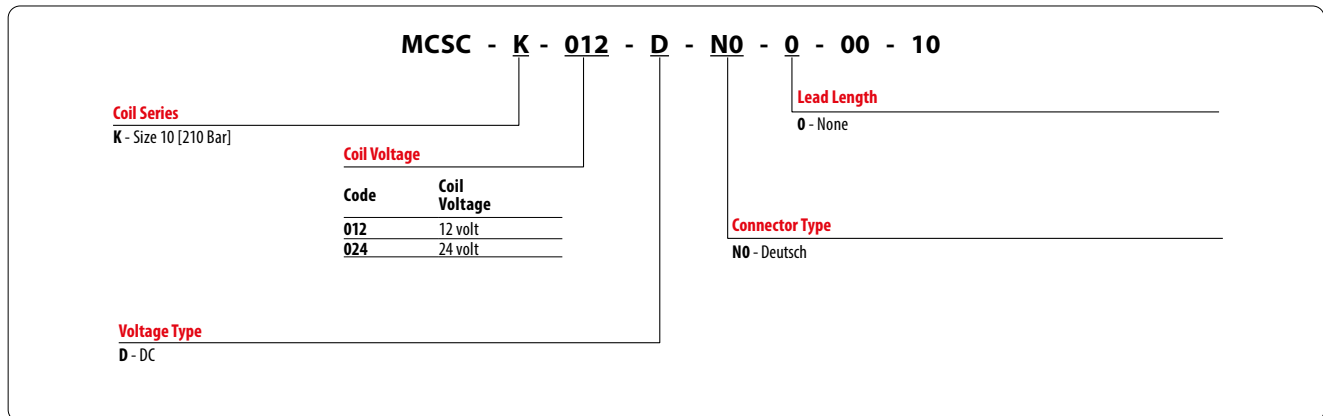 MCSC - K - 012 - D - N0 - 0 - 00 - 10
Coil Series
K - Size 10 [210 Bar]
Coil Voltage
Code Coil Voltage
012 12 volt
024 24 volt
Voltage Type
D - DC
Lead Length
0 - None
Connector Type
N0 - Deutsch